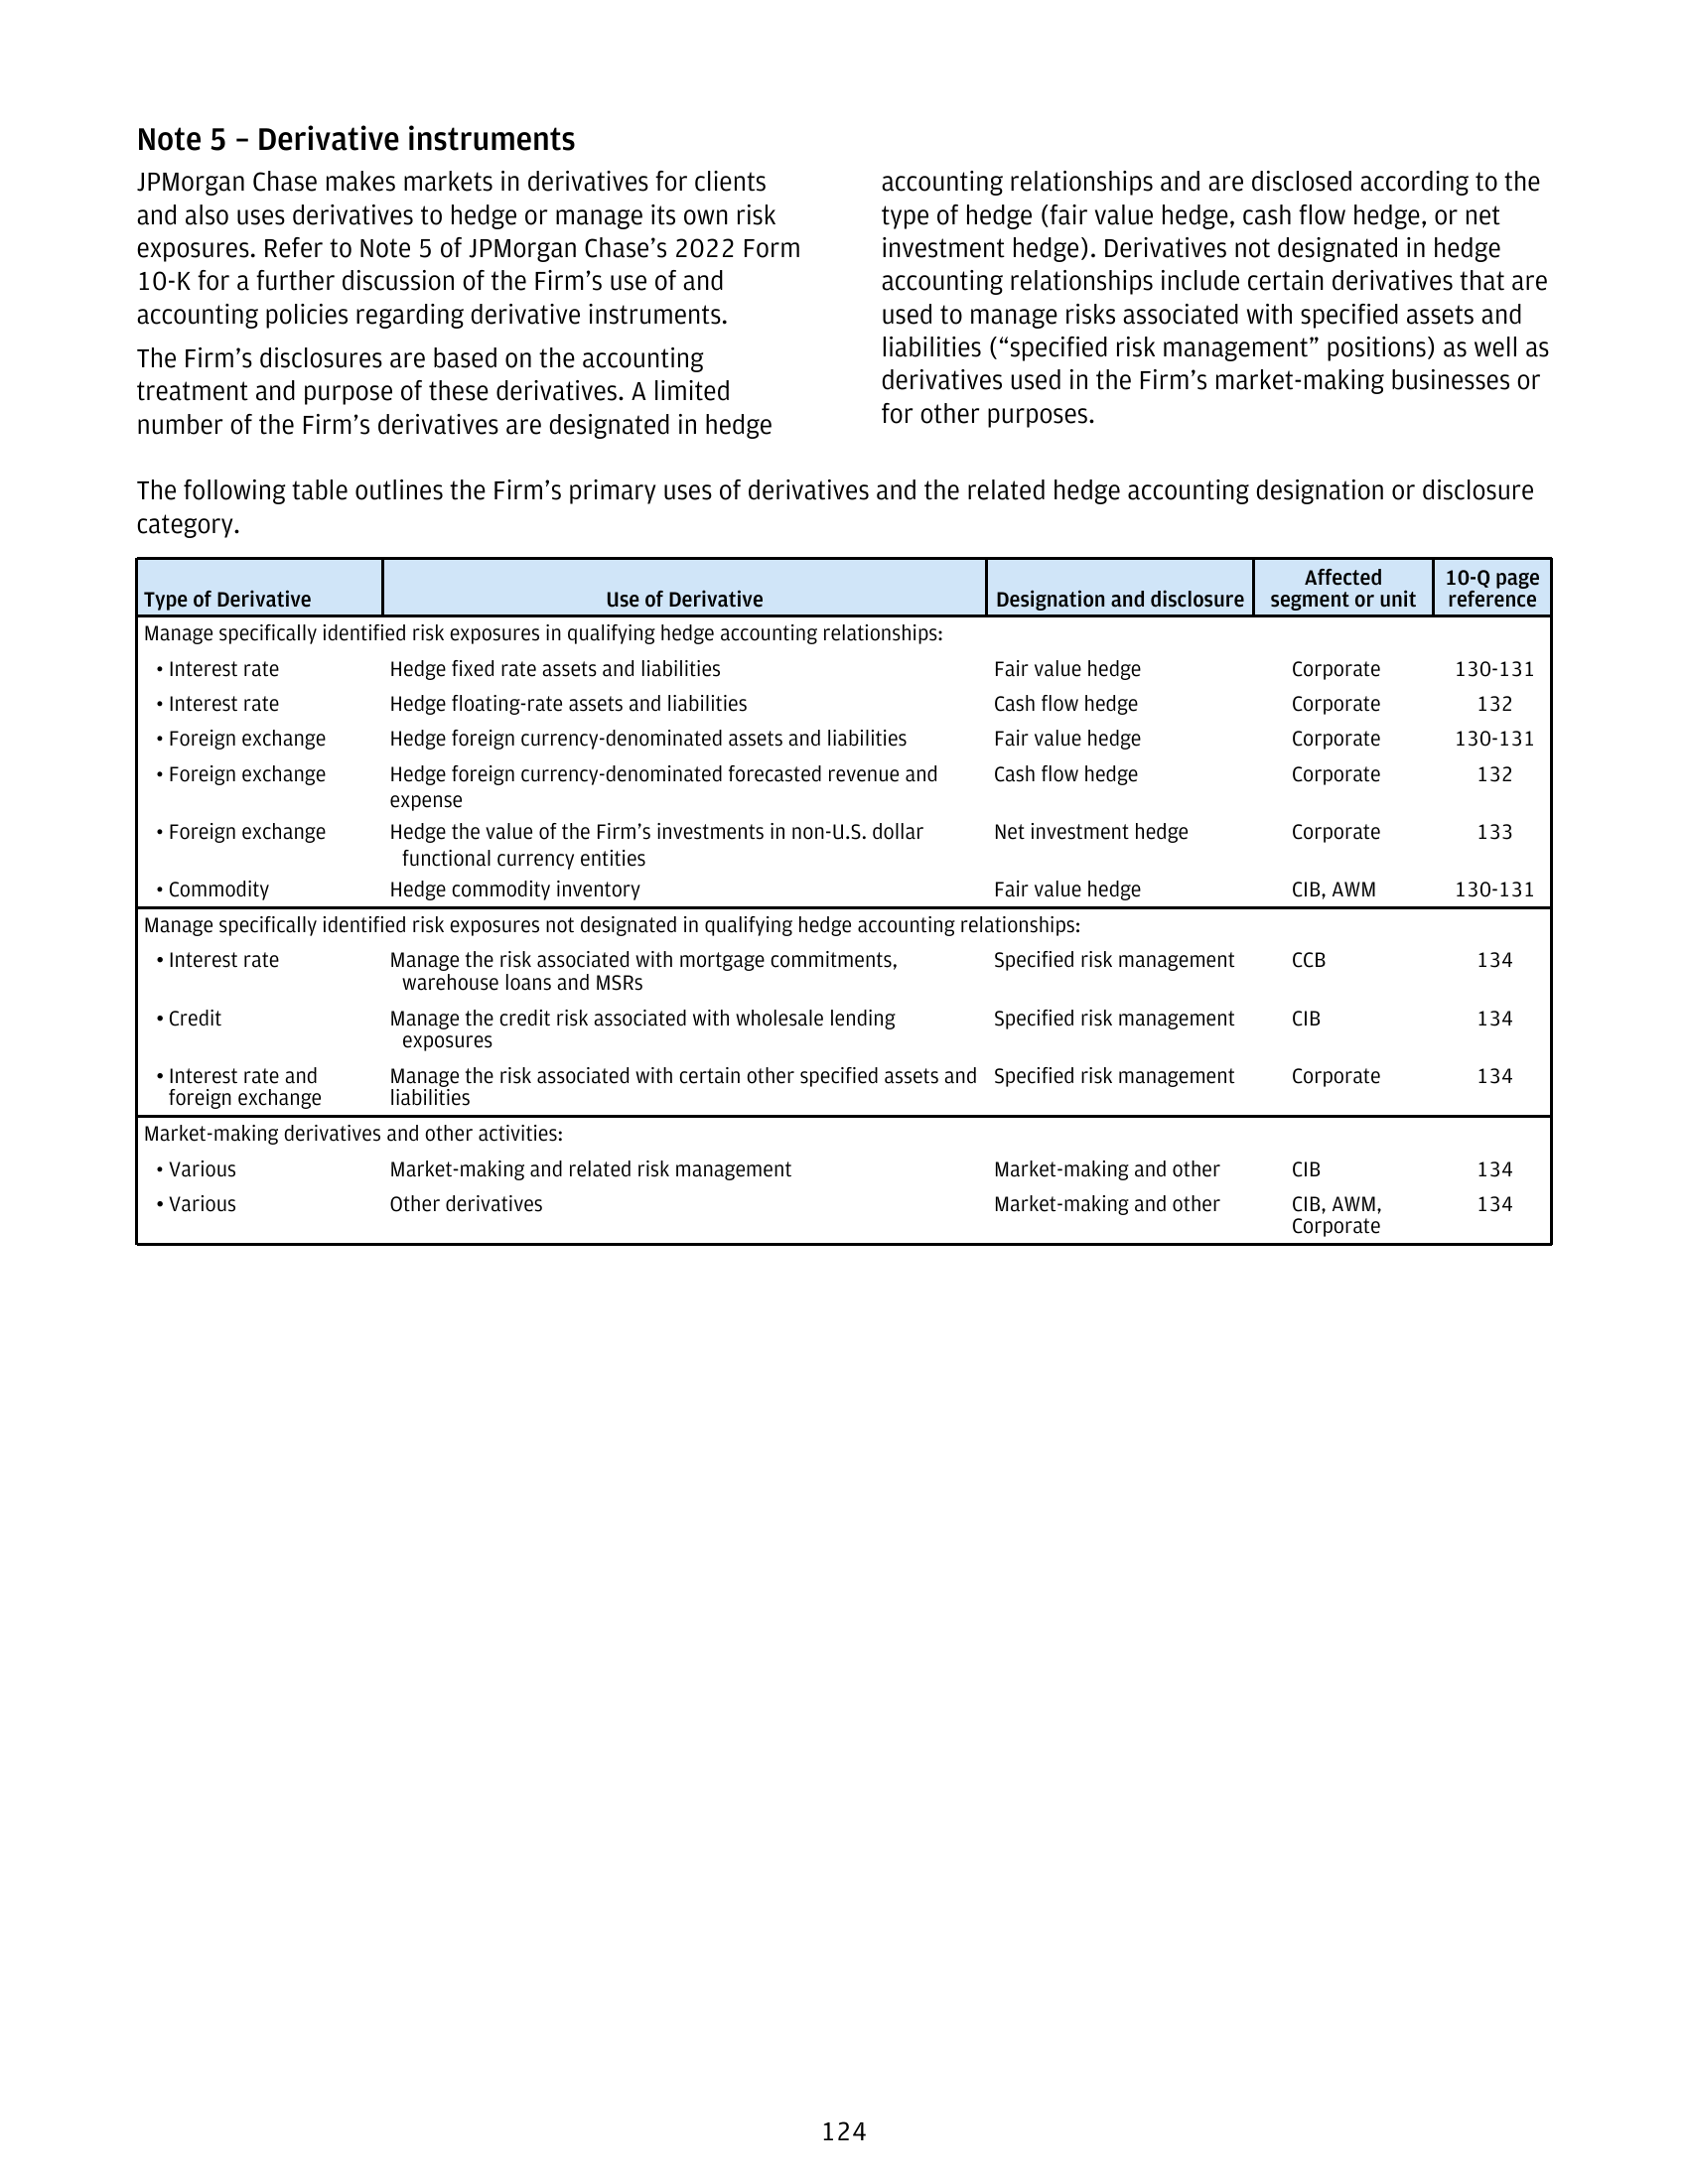 Note 5 – Derivative instruments
JPMorgan Chase makes markets in derivatives for clients
and also uses derivatives to hedge or manage its own risk
exposures. Refer to Note 5 of JPMorgan Chase’s 2022 Form
10-K for a further discussion of the Firm’s use of and
accounting policies regarding derivative instruments.
The Firm’s disclosures are based on the accounting
treatment and purpose of these derivatives. A limited
number of the Firm’s derivatives are designated in hedge
accounting relationships and are disclosed according to the
type of hedge (fair value hedge, cash flow hedge, or net
investment hedge). Derivatives not designated in hedge
accounting relationships include certain derivatives that are
used to manage risks associated with specified assets and
liabilities (“specified risk management” positions) as well as
derivatives used in the Firm’s market-making businesses or
for other purposes.
The following table outlines the Firm’s primary uses of derivatives and the related hedge accounting designation or disclosure
category.
Type of Derivative Use of Derivative Designation and disclosure Affected segment or unit 10-Q page reference
Manage specifically identified risk exposures in qualifying hedge accounting relationships:
• Interest rate Hedge fixed rate assets and liabilities Fair value hedge Corporate 130-131
• Interest rate Hedge floating-rate assets and liabilities Cash flow hedge Corporate 132
• Foreign exchange Hedge foreign currency-denominated assets and liabilities Fair value hedge Corporate 130-131
• Foreign exchange Hedge foreign currency-denominated forecasted revenue and Cash flow hedge Corporate 132
expense
• Foreign exchange Hedge the value of the Firm’s investments in non-U.S. dollar Net investment hedge Corporate 133
functional currency entities
• Commodity Hedge commodity inventory Fair value hedge CIB, AWM 130-131
Manage specifically identified risk exposures not designated in qualifying hedge accounting relationships:
• Interest rate Manage the risk associated with mortgage commitments, Specified risk management CCB 134
warehouse loans and MSRs
• Credit Manage the credit risk associated with wholesale lending Specified risk management CIB 134
exposures
• Interest rate and Manage the risk associated with certain other specified assets and Specified risk management Corporate 134
foreign exchange liabilities
Market-making derivatives and other activities:
• Various Market-making and related risk management Market-making and other CIB 134
• Various Other derivatives Market-making and other CIB, AWM, 134
Corporate
124